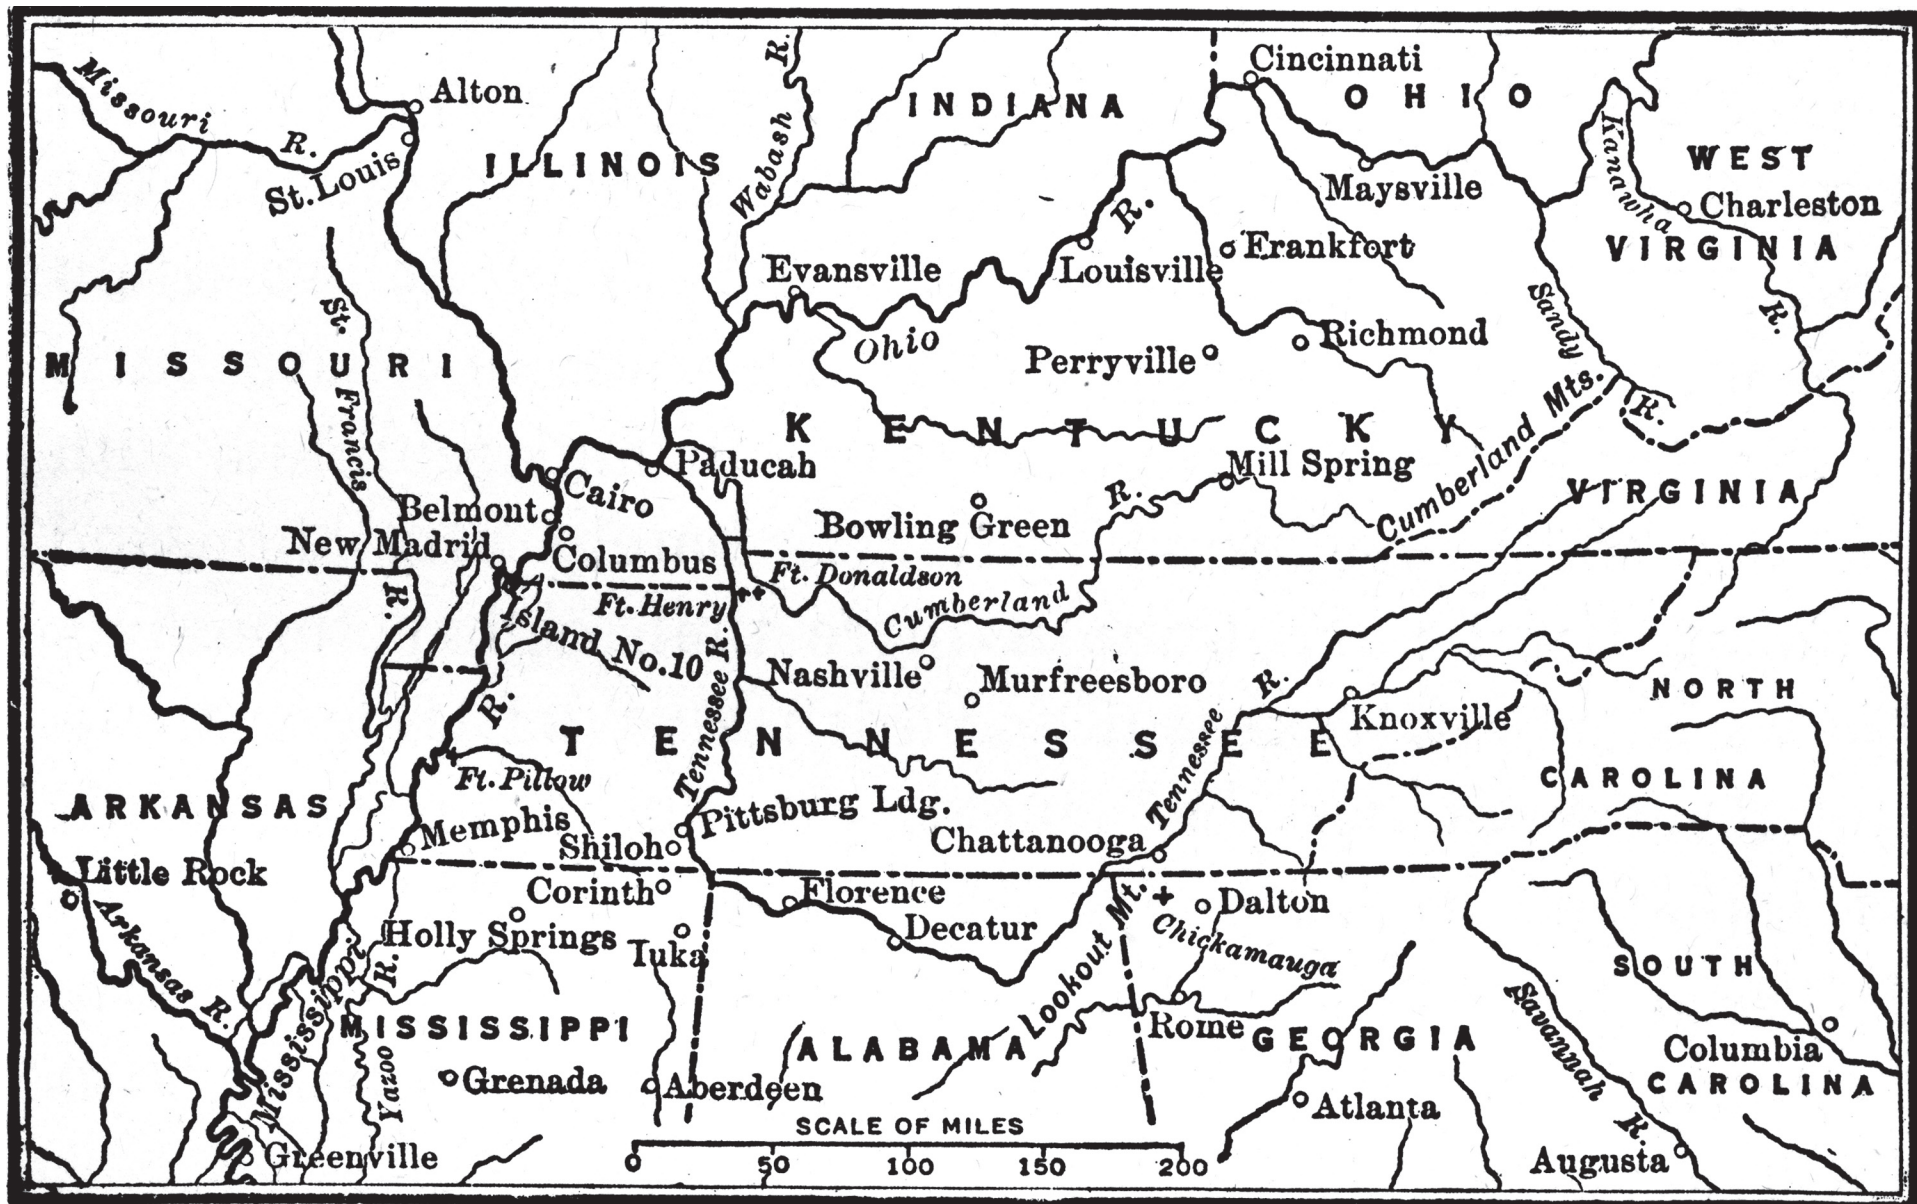 Cincinnati
Missouri R.
Alton
OHIO
INDIANA
R.
Wabash
Kanawha R.
WEST
VIRGINIA
ILLINOIS
St. Louis
Maysville
Charleston
R.
Frankfort
Evansville
Louisville
Sandy R.
St. Francis R.
Ohio
Richmond
Perryville
MISSOURI
Cumberland Mts.
KENTUCKY
Paducah
Mill Spring
Cairo
VIRGINIA
R.
Belmont
Bowling Green
New Madrid
Columbus
Ft. Donaldson
Ft. Henry
Cumberland
Island No. 10
Nashville
Murfreesboro
R.
NORTH
R.
Knoxville
TENNESSEE
Tennessee R.
Tennessee
Ft. Pillow
CAROLINA
ARKANSAS
Pittsburg Ldg.
Memphis
Shiloh
Chattanooga
Little Rock
Corinth
Florence
Dalton
Decatur
Holly Springs
Iuka
Lookout Mt.
Chickamauga
Arkansas R.
SOUTH
Mississippi
R.
MISSISSIPPI
ALABAMA
Rome
GEORGIA
Savannah R.
Columbia
CAROLINA
Yazoo
Grenada
Aberdeen
Atlanta
SCALE OF MILES
0 50 100 150 200
Greenville
Augusta